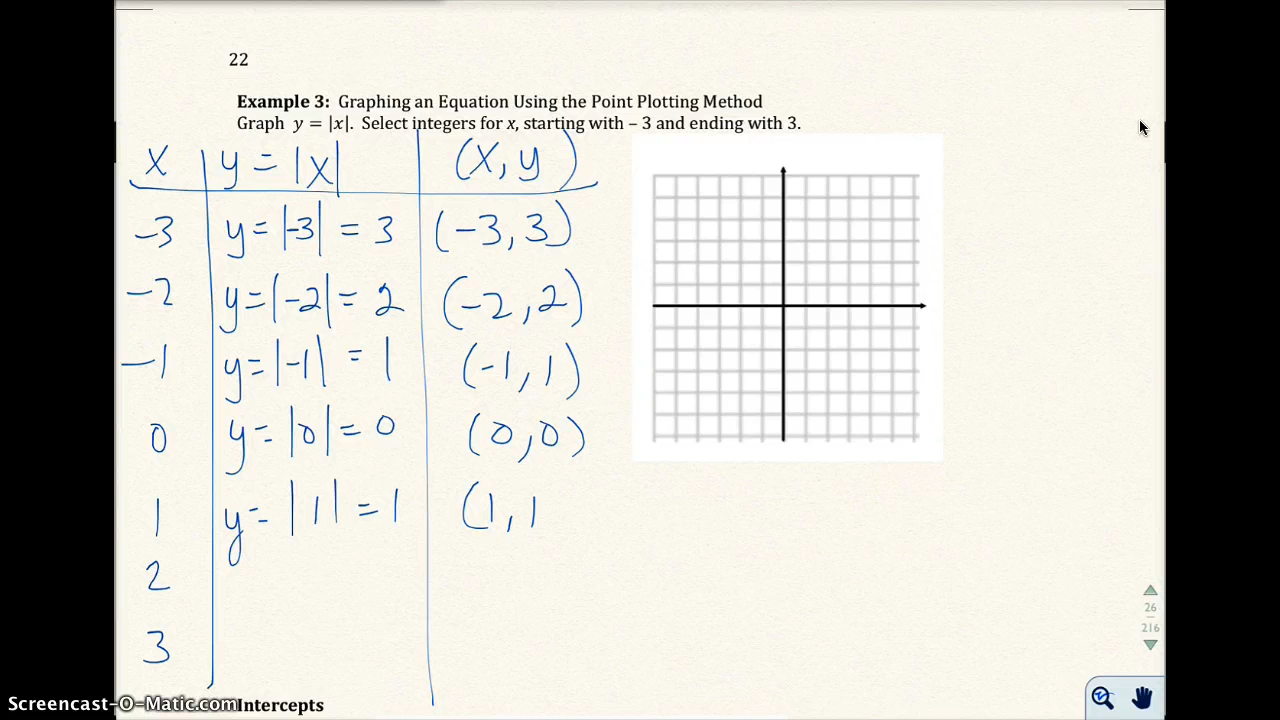 22
Example 3: Graphing an Equation Using the Point Plotting Method
Graph y = |x|. Select integers for x, starting with – 3 and ending with 3.
x y = |x| (x, y)
-3 y = |-3| = 3 (-3, 3)
-2 y = |-2| = 2 (-2, 2)
-1 y = |-1| = 1 (-1, 1)
0 y = |0| = 0 (0, 0)
1 y = |1| = 1 (1, 1
2
3
26
216
Screencast-O-Matic.com
Intercepts